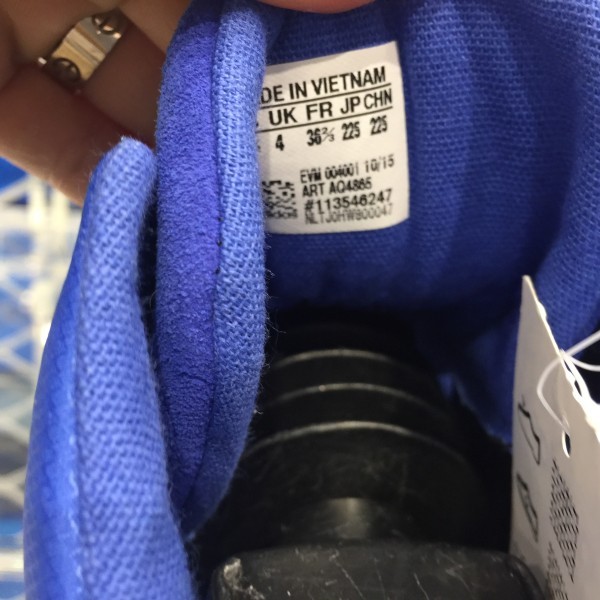 DE IN VIETNAM
UK FR JP CHN
4 36⅔ 225 225
EVM 004001 10/15
ART AQ4865
#113546247
NLTJ0HW800047